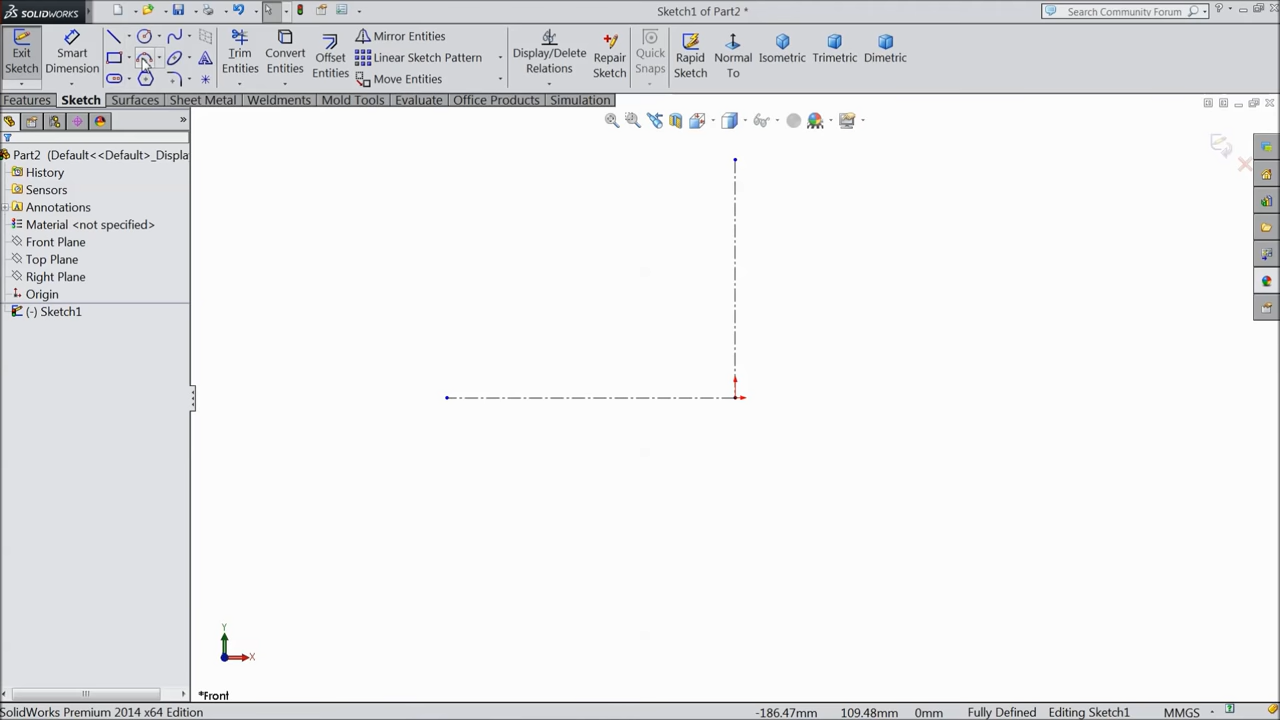 SOLIDWORKS
Sketch1 of Part2 *
Search Community Forum
Exit Sketch
Smart Dimension
Trim Entities
Convert Entities
Offset Entities
Mirror Entities
Linear Sketch Pattern
Move Entities
Display/Delete Relations
Repair Sketch
Quick Snaps
Rapid Sketch
Normal To
Isometric
Trimetric
Dimetric
Features Sketch Surfaces Sheet Metal Weldments Mold Tools Evaluate Office Products Simulation
Part2 (Default<<Default>_Displa
History
Sensors
Annotations
Material <not specified>
Front Plane
Top Plane
Right Plane
Origin
(-) Sketch1
Y
X
*Front
SolidWorks Premium 2014 x64 Edition
-186.47mm 109.48mm 0mm Fully Defined Editing Sketch1 MMGS